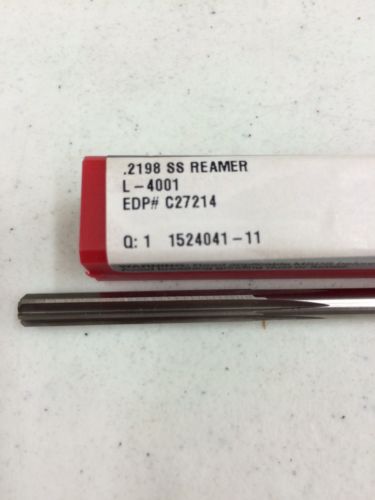 .2198 SS REAMER
L-4001
EDP# C27214
Q: 1 1524041-11